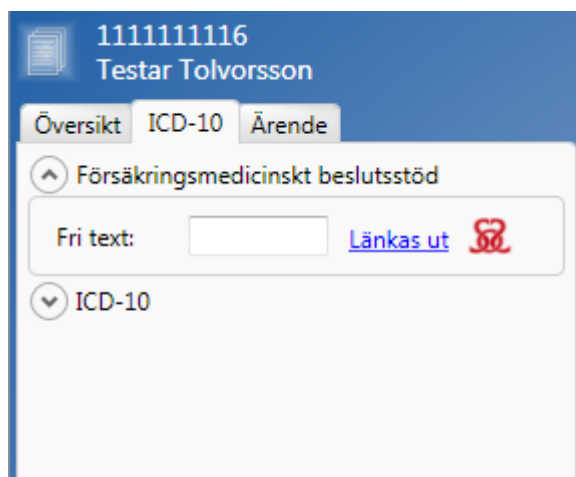 1111111116
Testar Tolvorsson
Översikt ICD-10 Ärende
Försäkringsmedicinskt beslutsstöd
Fri text: Länkas ut
ICD-10